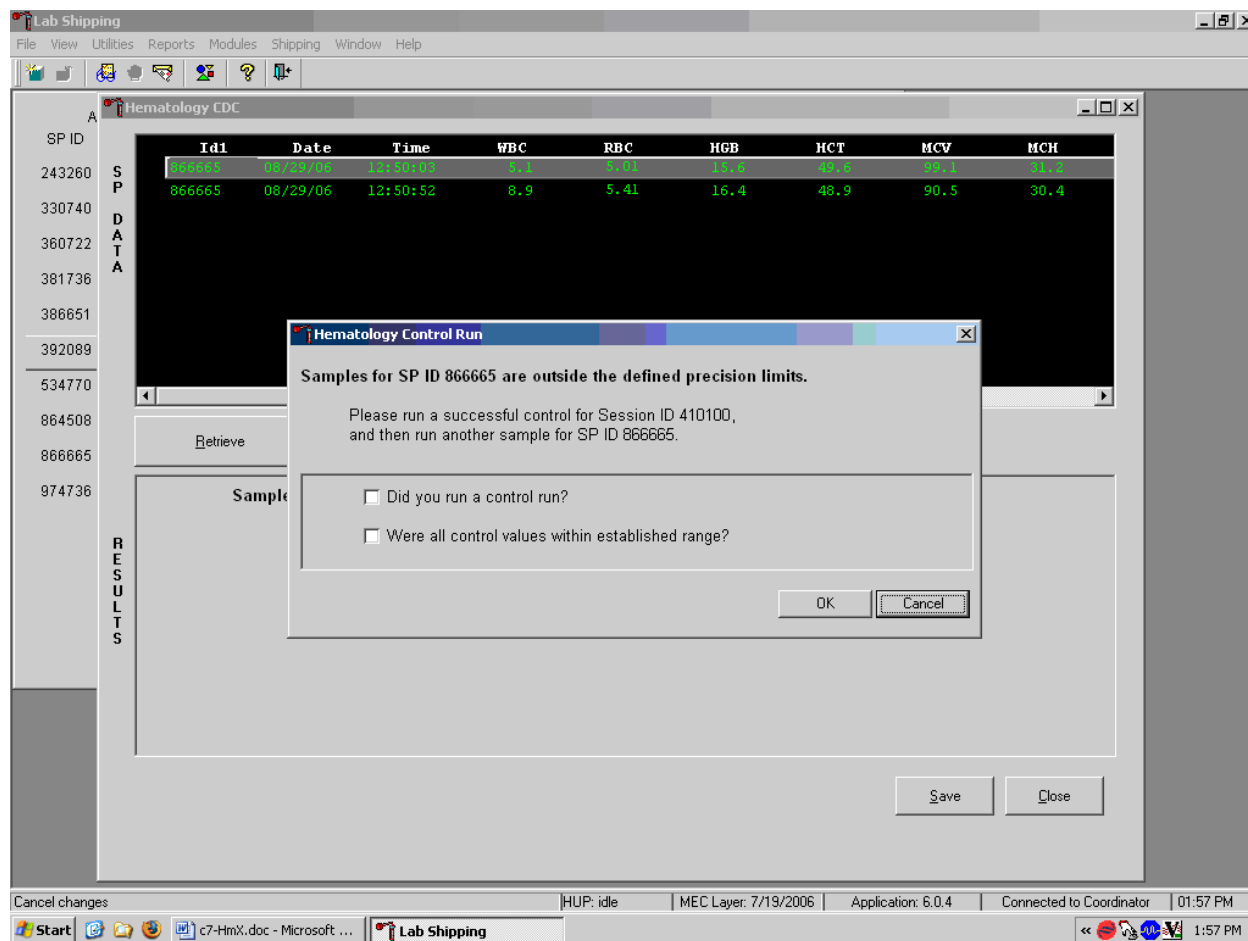 Lab Shipping
File View Utilities Reports Modules Shipping Window Help
A
SP ID
243260
330740
360722
381736
386651
392089
534770
864508
866665
974736
Hematology CDC
SP DATA
Id1 Date Time WBC RBC HGB HCT MCV MCH
866665 08/29/06 12:50:03 5.1 5.01 15.6 49.6 99.1 31.2
866665 08/29/06 12:50:52 8.9 5.41 16.4 48.9 90.5 30.4
Retrieve
Hematology Control Run
Samples for SP ID 866665 are outside the defined precision limits.
Please run a successful control for Session ID 410100,
and then run another sample for SP ID 866665.
Did you run a control run?
Were all control values within established range?
OK Cancel
RESULTS
Sample
Save Close
Cancel changes HUP: idle MEC Layer: 7/19/2006 Application: 6.0.4 Connected to Coordinator 01:57 PM
Start c7-HmX.doc - Microsoft ... Lab Shipping « 1:57 PM